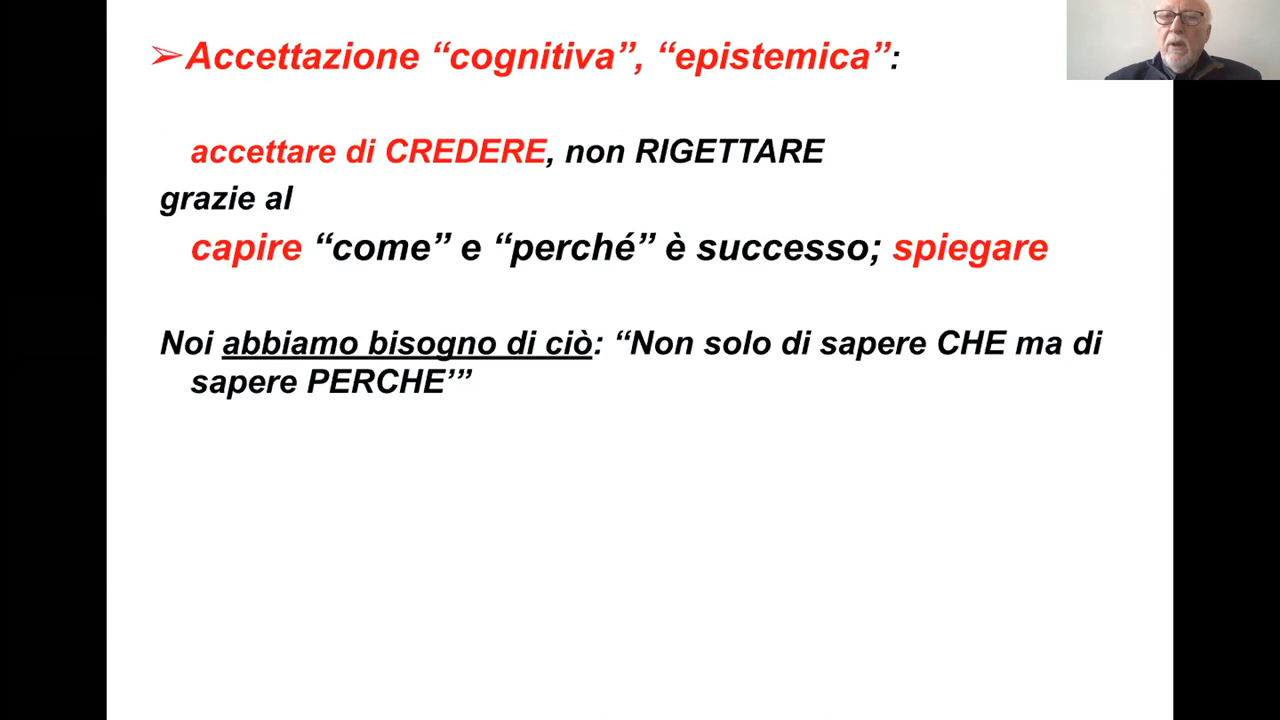 ➢Accettazione “cognitiva”, “epistemica”:
accettare di CREDERE, non RIGETTARE
grazie al
capire “come” e “perché” è successo; spiegare
Noi abbiamo bisogno di ciò: “Non solo di sapere CHE ma di
sapere PERCHE’”